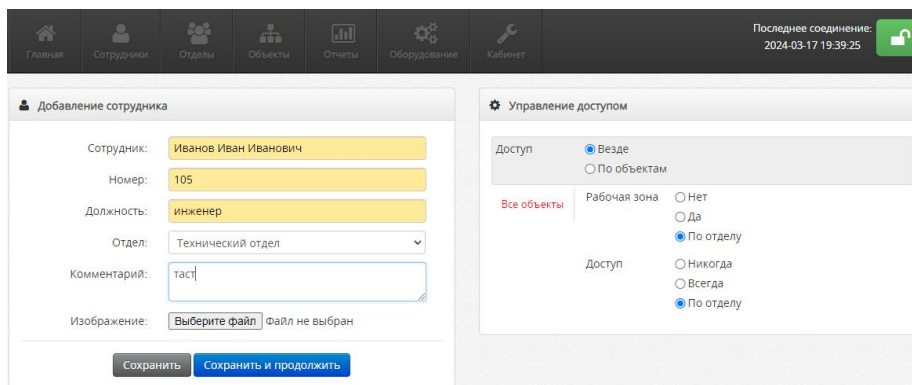 Главная Сотрудники Отделы Объекты Отчеты Оборудование Кабинет
Последнее соединение:
2024-03-17 19:39:25
Добавление сотрудника
Сотрудник: Иванов Иван Иванович
Номер: 105
Должность: инженер
Отдел: Технический отдел
Комментарий: таст
Изображение: Выберите файл Файл не выбран
Сохранить Сохранить и продолжить
Управление доступом
Доступ Везде
По объектам
Все объекты Рабочая зона Нет
Да
По отделу
Доступ Никогда
Всегда
По отделу